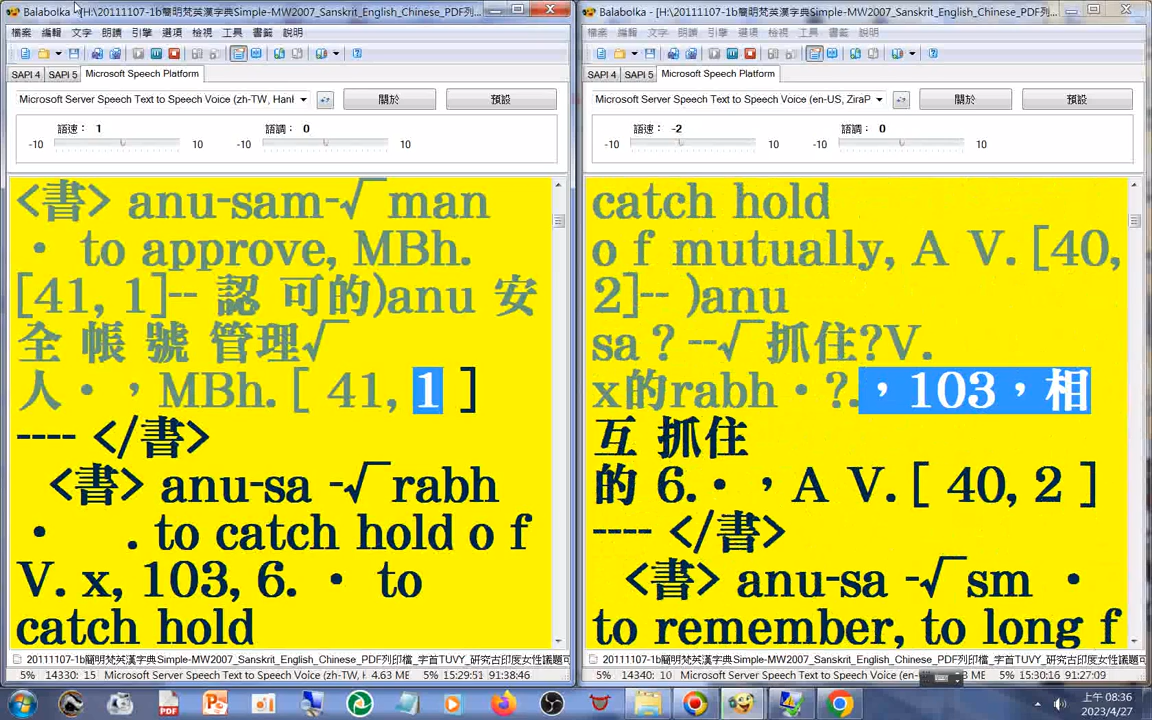 Balabolka - [H:\20111107-1b簡明梵英漢字典Simple-MW2007_Sanskrit_English_Chinese_PDF列...
檔案 編輯 文字 朗讀 引擎 選項 檢視 工具 書籤 說明
SAPI 4 SAPI 5 Microsoft Speech Platform
Microsoft Server Speech Text to Speech Voice (zh-TW, Hanl 關於 預設
語速： 1 語調： 0
-10 10 -10 10
<書> anu-sam-√ man
• to approve, MBh.
[41, 1]-- 認 可的)anu 安
全 帳 號 管理√
人•，MBh. [ 41, 1 ]
---- </書>
<書> anu-sa -√ rabh
• . to catch hold o f
V. x, 103, 6. • to
catch hold
20111107-1b簡明梵英漢字典Simple-MW2007_Sanskrit_English_Chinese_PDF列印檔_字首TUVY_研究古印度女性議題可
5% 14330: 15 Microsoft Server Speech Text to Speech Voice (zh-TW, H 4.63 ME 5% 15:29:51 91:38:46
Balabolka - [H:\20111107-1b簡明梵英漢字典Simple-MW2007_Sanskrit_English_Chinese_PDF列...
檔案 編輯 文字 朗讀 引擎 選項 檢視 工具 書籤 說明
SAPI 4 SAPI 5 Microsoft Speech Platform
Microsoft Server Speech Text to Speech Voice (en-US, ZiraP 關於 預設
語速： -2 語調： 0
-10 10 -10 10
catch hold
o f mutually, A V. [40,
2]-- )anu
sa？--√ 抓住?V.
x的rabh•?.，103，相
互 抓住
的 6.•，A V. [ 40, 2 ]
---- </書>
<書> anu-sa -√ sm •
to remember, to long f
20111107-1b簡明梵英漢字典Simple-MW2007_Sanskrit_English_Chinese_PDF列印檔_字首TUVY_研究古印度女性議題可
5% 14340: 10 Microsoft Server Speech Text to Speech Voice 5% 15:30:16 91:27:09
上午 08:36
2023/4/27